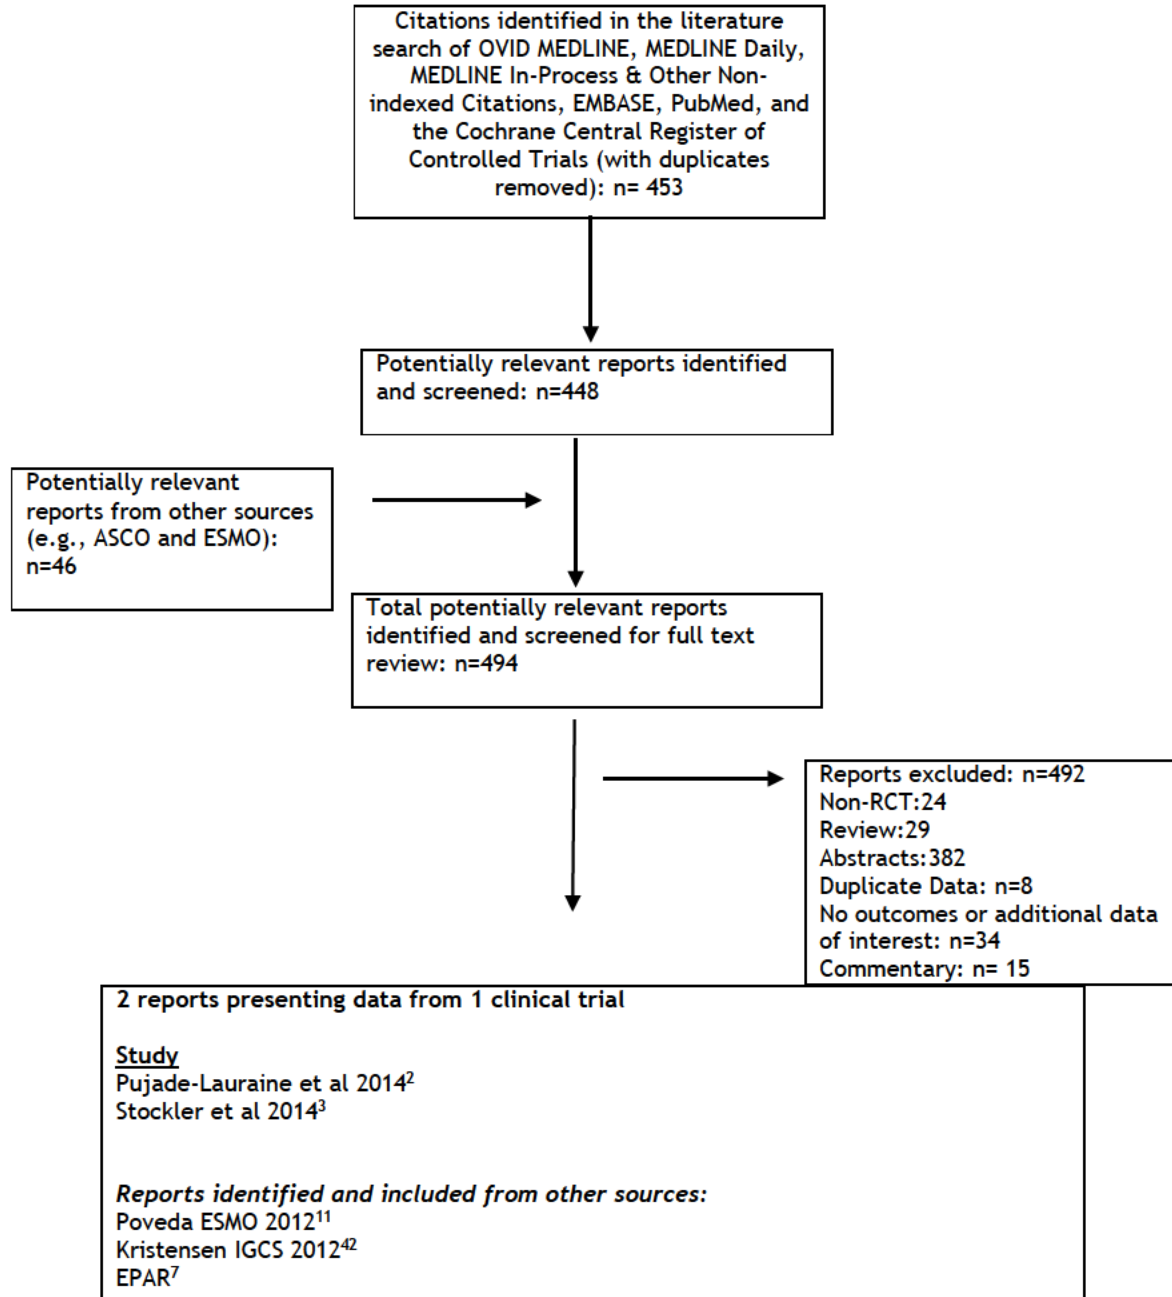 Citations identified in the literature
search of OVID MEDLINE, MEDLINE Daily,
MEDLINE In-Process & Other Non-
indexed Citations, EMBASE, PubMed, and
the Cochrane Central Register of
Controlled Trials (with duplicates
removed): n= 453
Potentially relevant reports identified
and screened: n=448
Potentially relevant
reports from other sources
(e.g., ASCO and ESMO):
n=46
Total potentially relevant reports
identified and screened for full text
review: n=494
Reports excluded: n=492
Non-RCT:24
Review:29
Abstracts:382
Duplicate Data: n=8
No outcomes or additional data
of interest: n=34
Commentary: n= 15
2 reports presenting data from 1 clinical trial
Study
Pujade-Lauraine et al 2014²
Stockler et al 2014³
Reports identified and included from other sources:
Poveda ESMO 2012¹¹
Kristensen IGCS 2012⁴²
EPAR⁷